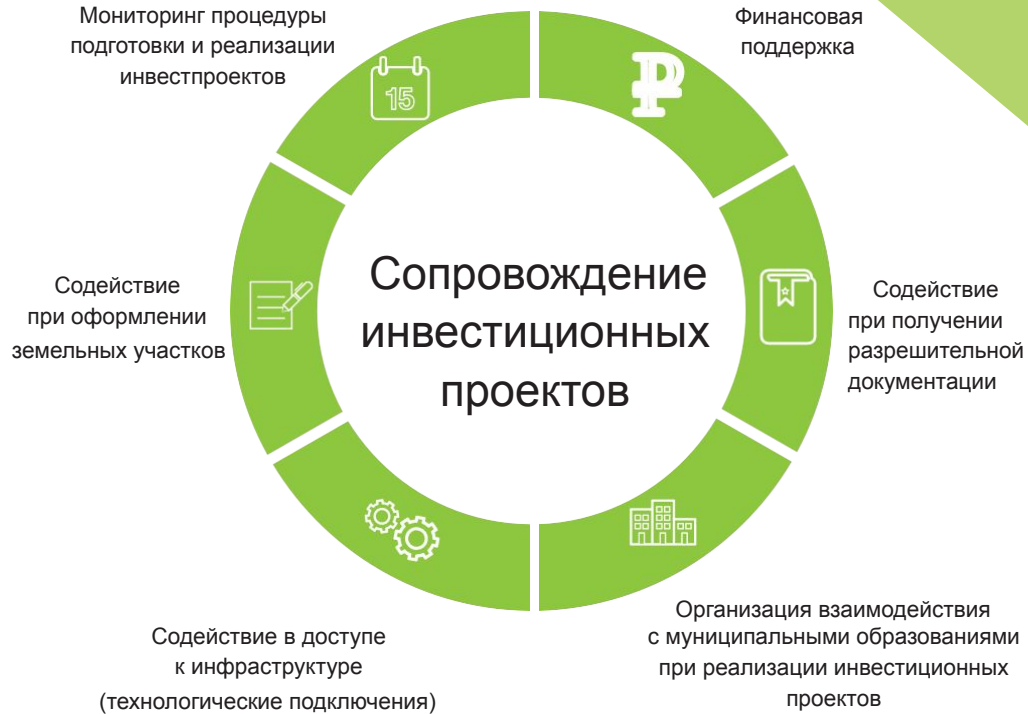 Мониторинг процедуры
подготовки и реализации
инвестпроектов
15
Финансовая
поддержка
Содействие
при оформлении
земельных участков
Сопровождение
инвестиционных
проектов
Содействие
при получении
разрешительной
документации
Содействие в доступе
к инфраструктуре
(технологические подключения)
Организация взаимодействия
с муниципальными образованиями
при реализации инвестиционных
проектов